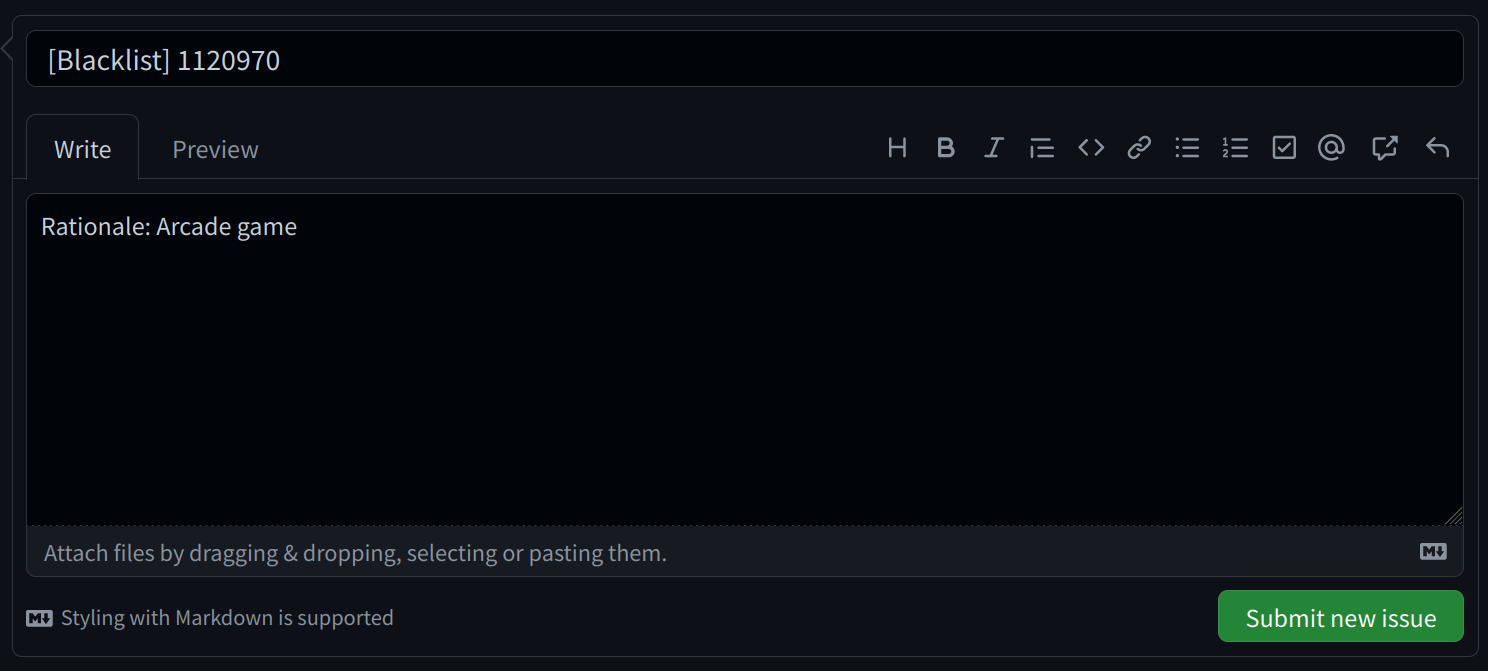 [Blacklist] 1120970
Write Preview
Rationale: Arcade game
Attach files by dragging & dropping, selecting or pasting them.
Styling with Markdown is supported
Submit new issue